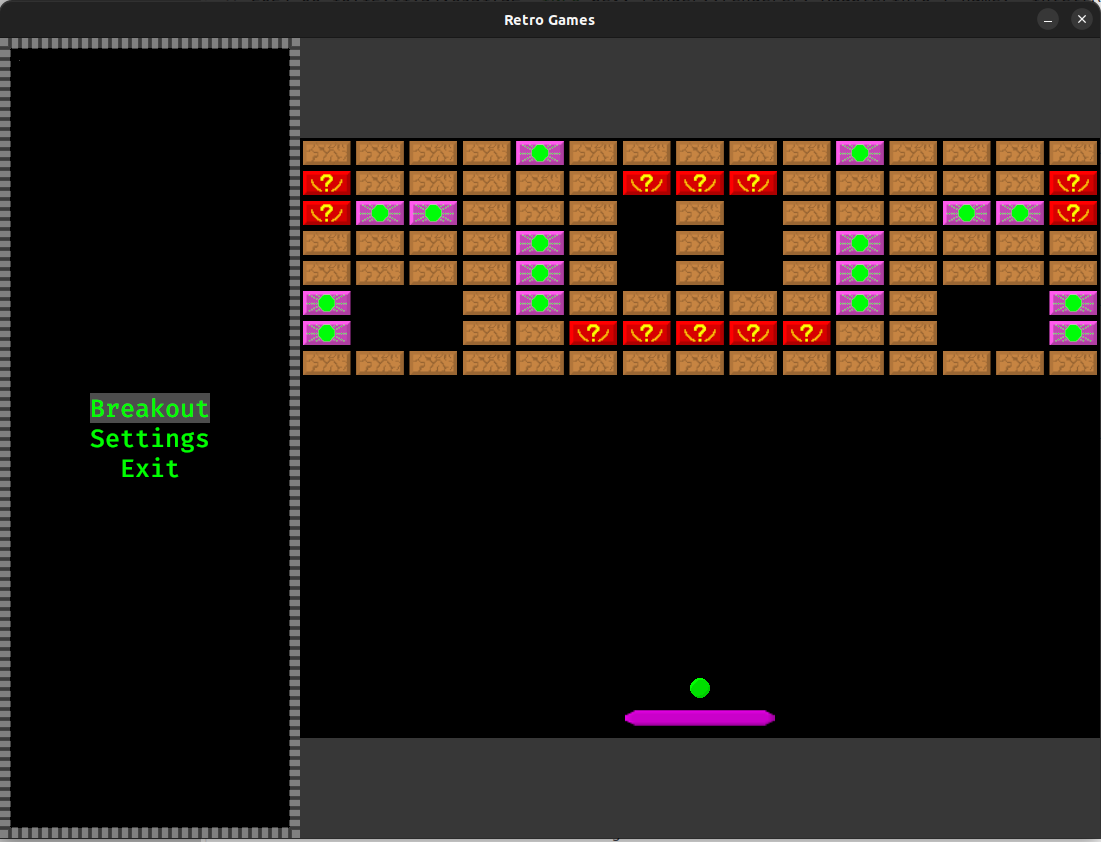 Retro Games
? ? ? ? ?
? ?
? ? ? ? ?
Breakout
Settings
Exit